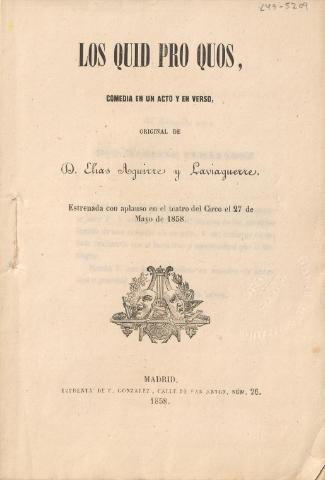 243-5209
LOS QUID PRO QUOS,
COMEDIA EN UN ACTO Y EN VERSO,
ORIGINAL DE
D. Elias Aguirre y Laviaguerre.
Estrenada con aplauso en el teatro del Circo el 27 de
Mayo de 1858.
MADRID.
IMPRENTA DE F. GONZALEZ, CALLE DE SAN ANTON, NÚM. 26.
1858.